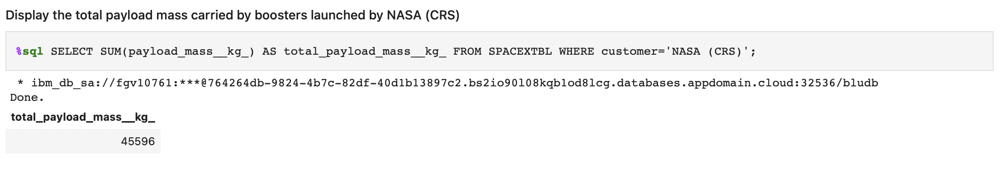 Display the total payload mass carried by boosters launched by NASA (CRS)
%sql SELECT SUM(payload_mass__kg_) AS total_payload_mass__kg_ FROM SPACEXTBL WHERE customer='NASA (CRS)';
* ibm_db_sa://fgv10761:***@764264db-9824-4b7c-82df-40d1b13897c2.bs2io90l08kqb1od8lcg.databases.appdomain.cloud:32536/bludb
Done.
total_payload_mass__kg_
45596